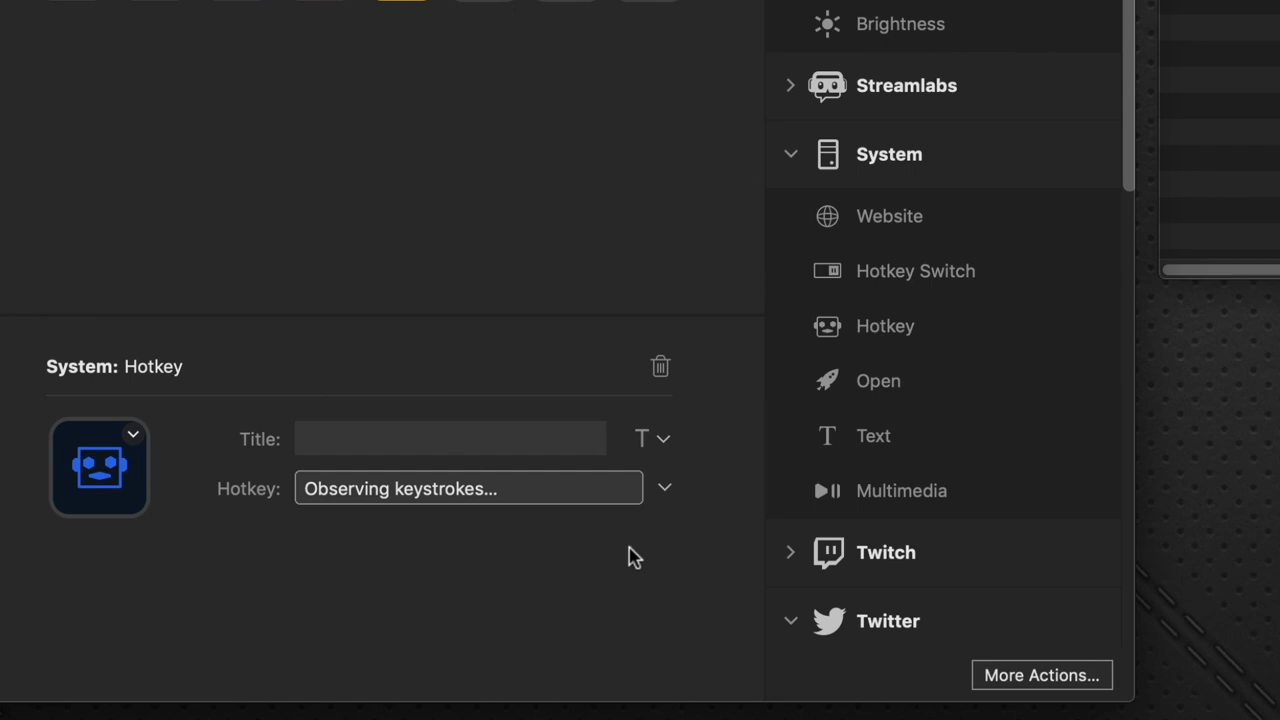 Brightness
Streamlabs
System
Website
Hotkey Switch
Hotkey
Open
Text
Multimedia
Twitch
Twitter
More Actions...
System: Hotkey
Title:
T
Hotkey: Observing keystrokes...